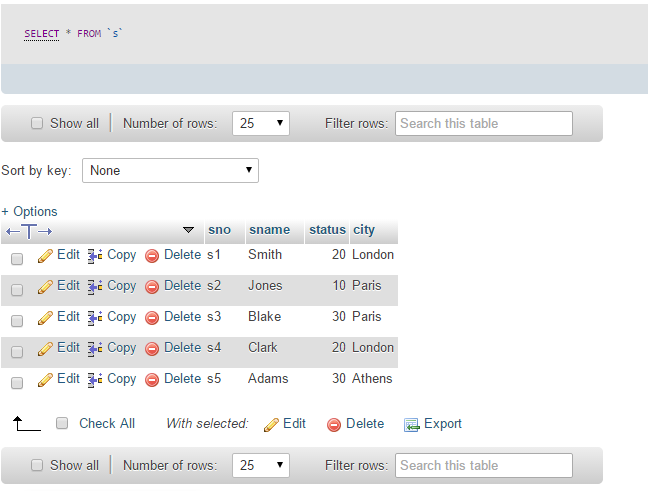 SELECT * FROM `s`
Show all Number of rows: 25 Filter rows: Search this table
Sort by key: None
+ Options
sno sname status city
Edit Copy Delete s1 Smith 20 London
Edit Copy Delete s2 Jones 10 Paris
Edit Copy Delete s3 Blake 30 Paris
Edit Copy Delete s4 Clark 20 London
Edit Copy Delete s5 Adams 30 Athens
Check All With selected: Edit Delete Export
Show all Number of rows: 25 Filter rows: Search this table